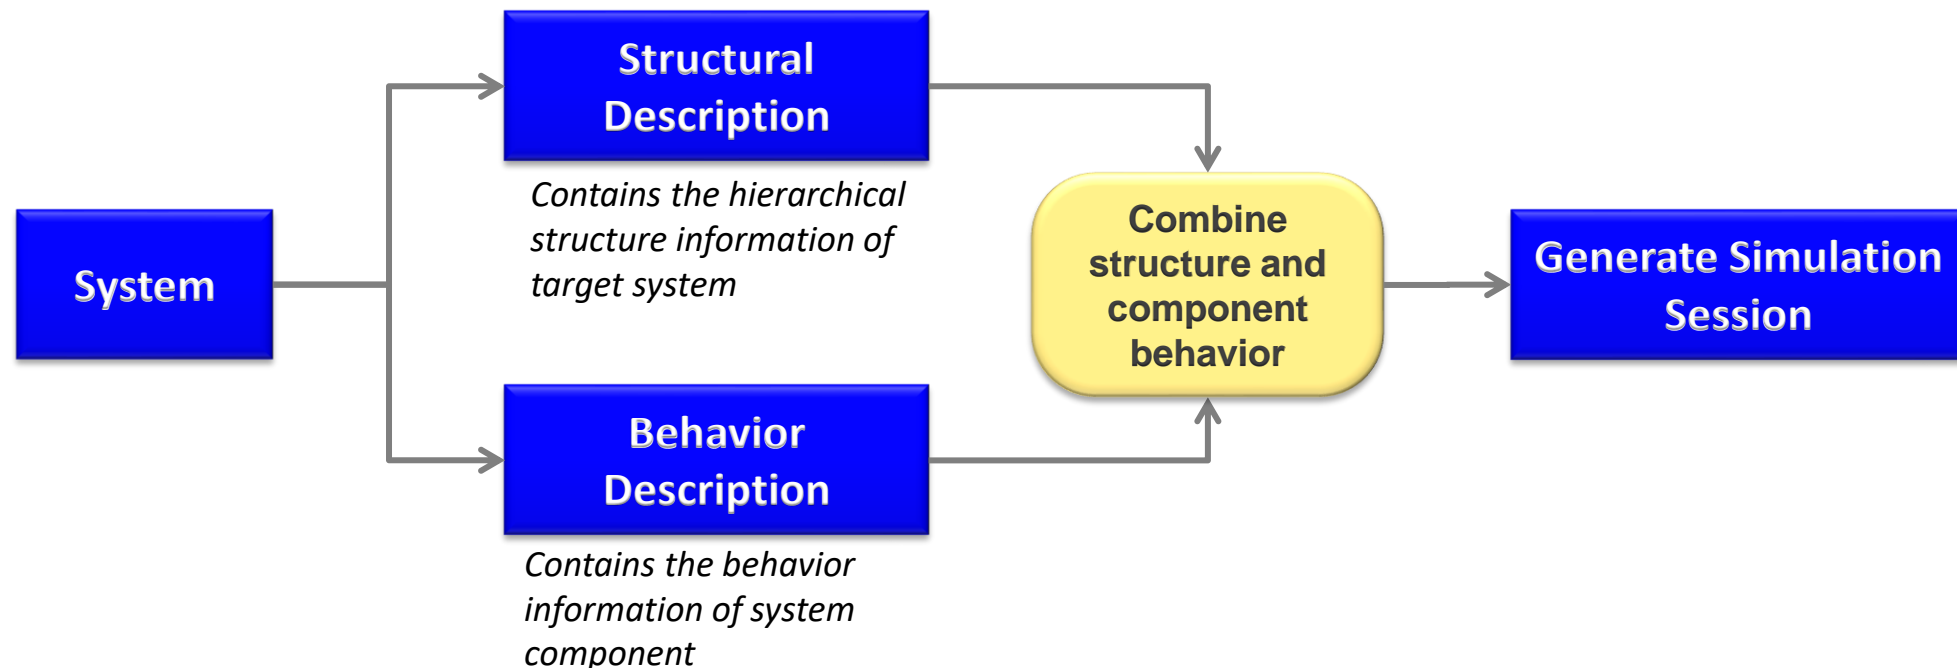 System
Structural
Description
Contains the hierarchical
structure information of
target system
Behavior
Description
Contains the behavior
information of system
component
Combine
structure and
component
behavior
Generate Simulation
Session